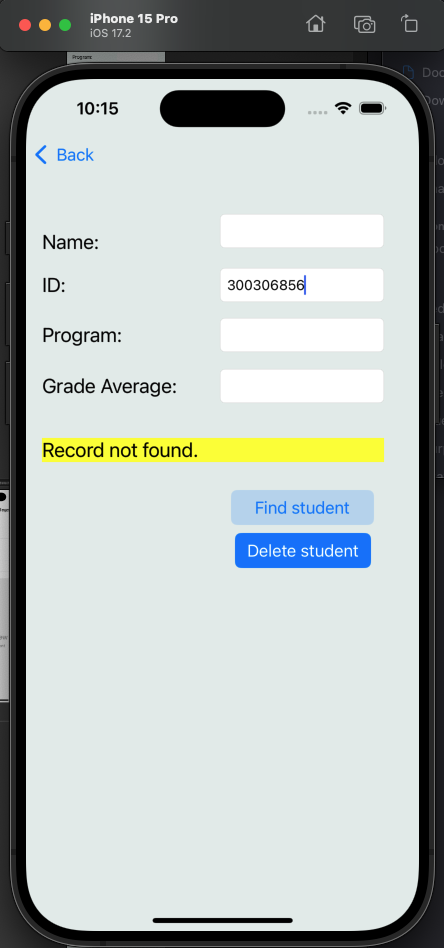 iPhone 15 Pro
iOS 17.2
Program
10:15
Back
Name:
ID: 300306856
Program:
Grade Average:
Record not found.
Find student
Delete student